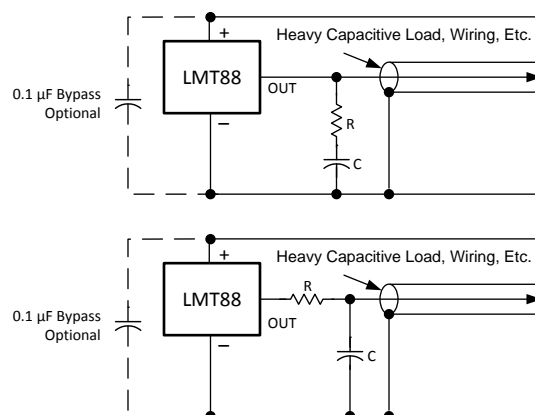 Heavy Capacitive Load, Wiring, Etc.
+
LMT88
OUT
0.1 µF Bypass
Optional
−
R
C
Heavy Capacitive Load, Wiring, Etc.
+
R
LMT88
OUT
0.1 µF Bypass
Optional
−
C